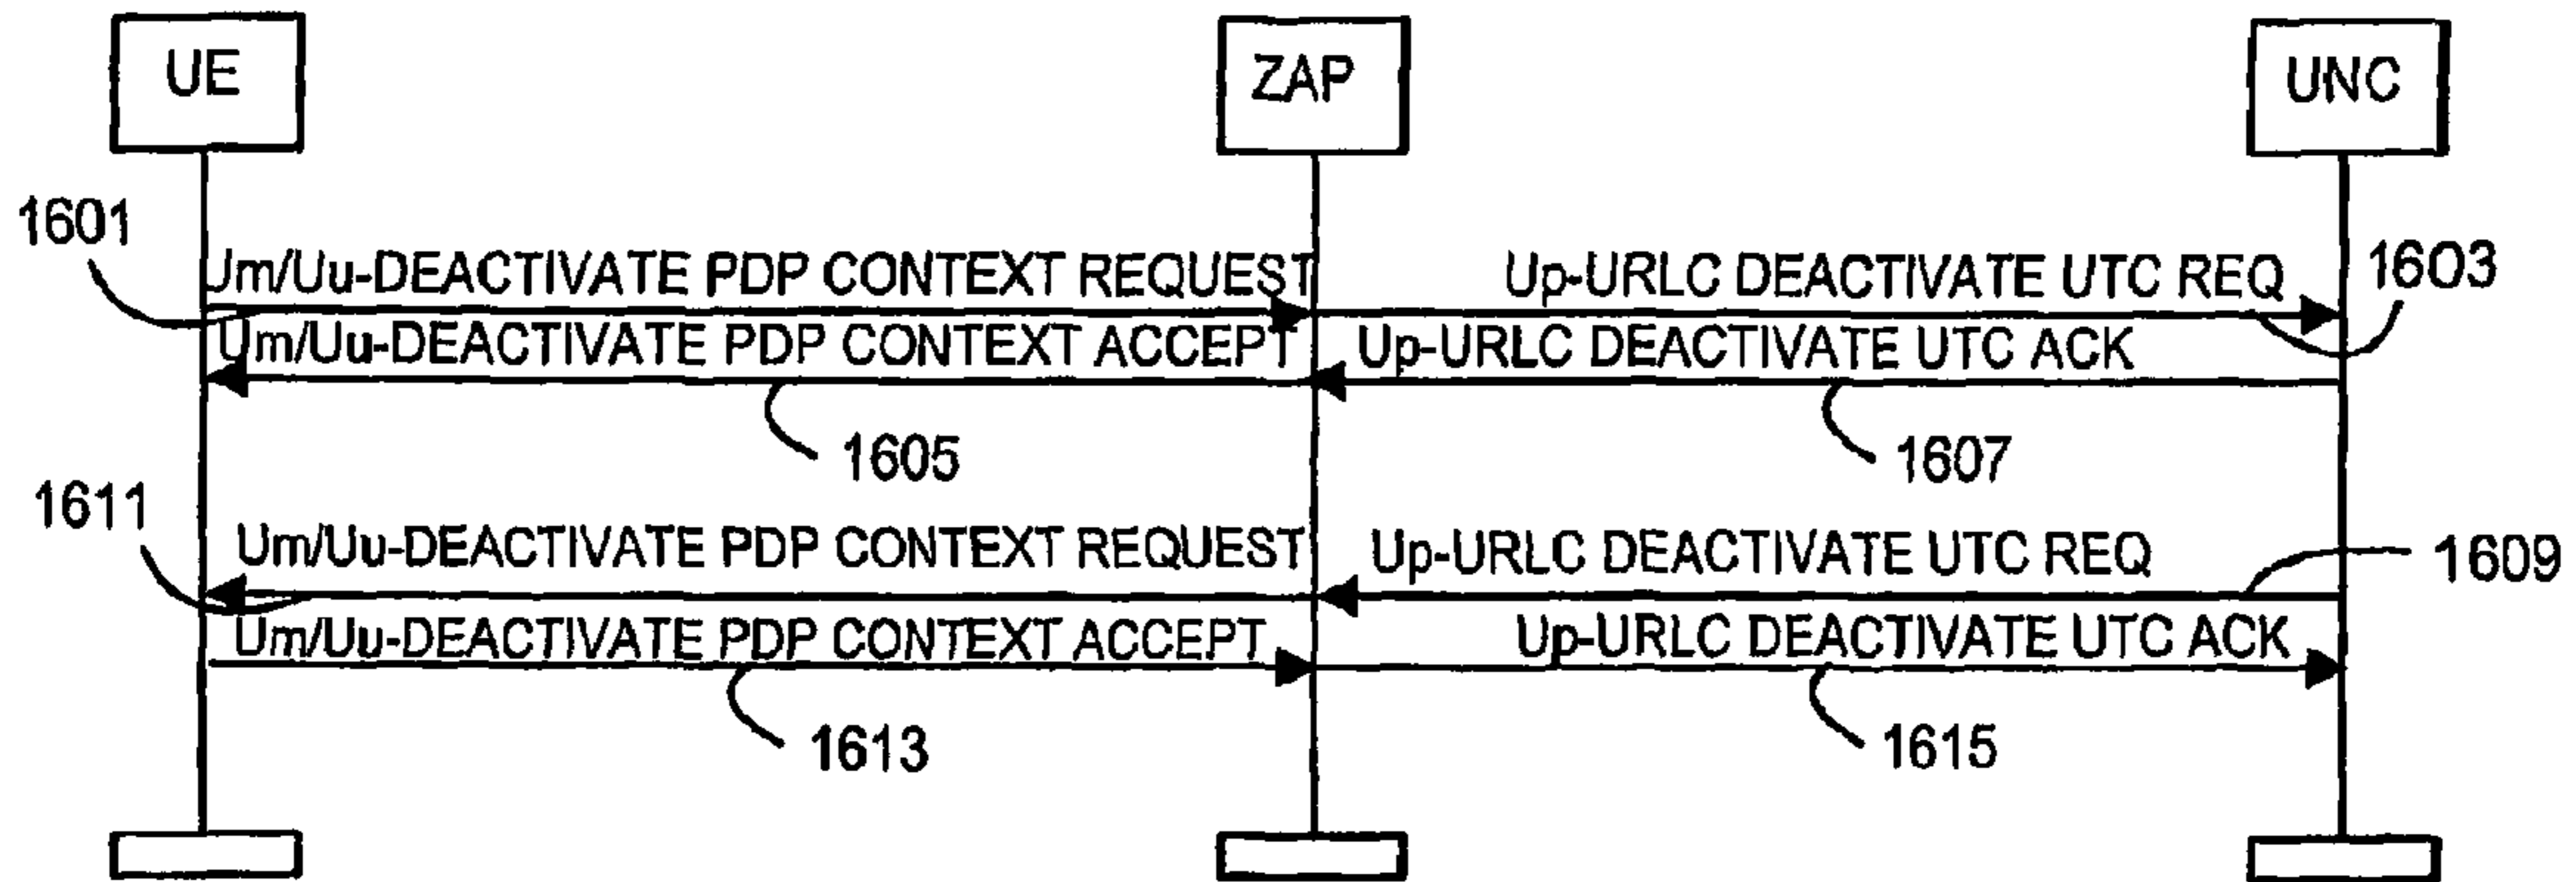 UE
ZAP
UNC
1601
Um/Uu-DEACTIVATE PDP CONTEXT REQUEST
Up-URLC DEACTIVATE UTC REQ
1603
Um/Uu-DEACTIVATE PDP CONTEXT ACCEPT
Up-URLC DEACTIVATE UTC ACK
1605
1607
1611
Um/Uu-DEACTIVATE PDP CONTEXT REQUEST
Up-URLC DEACTIVATE UTC REQ
1609
Um/Uu-DEACTIVATE PDP CONTEXT ACCEPT
Up-URLC DEACTIVATE UTC ACK
1613
1615